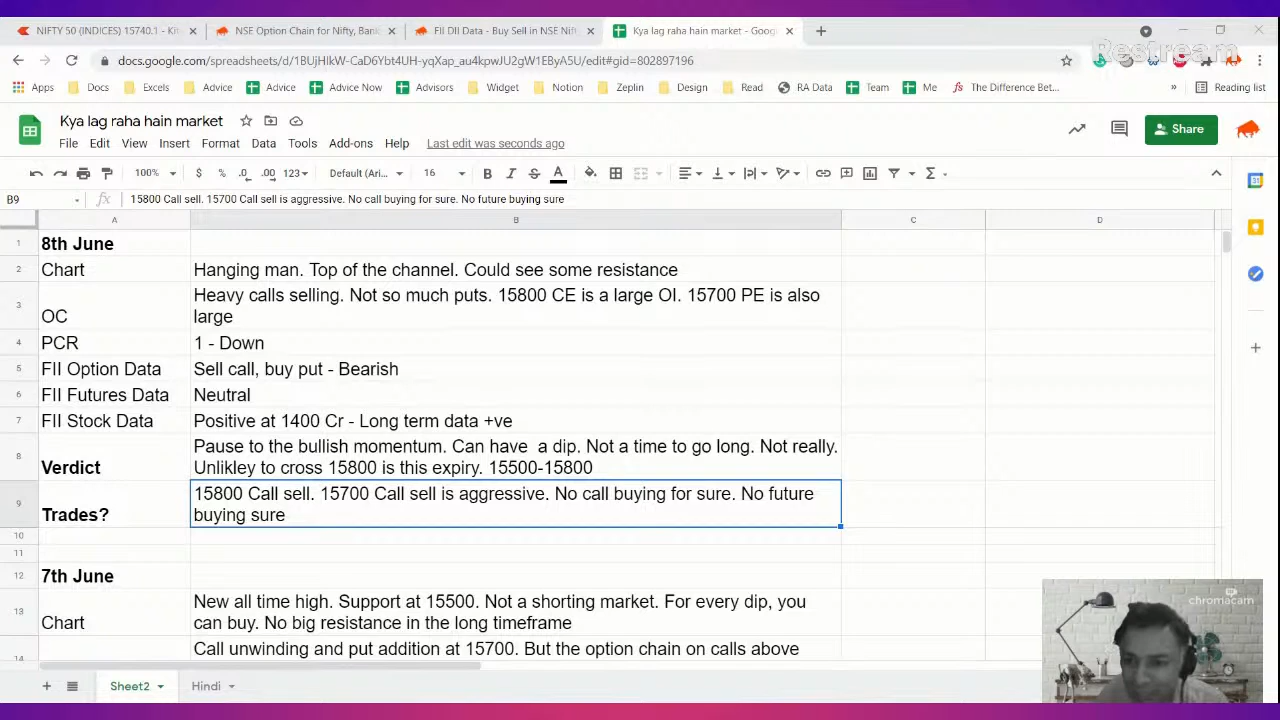 NIFTY 50 (INDICES) 15740.1 - Kit
NSE Option Chain for Nifty, Bank
FII DII Data - Buy Sell in NSE Nift
Kya lag raha hain market - Goog
Restream
docs.google.com/spreadsheets/d/
/edit#gid=802897196
Apps
Docs
Excels
Advice
Advice
Advice Now
Advisors
Widget
Notion
Zeplin
Design
Read
RA Data
Team
Me
The Difference Bet...
»
Reading list
Kya lag raha hain market
File Edit View Insert Format Data Tools Add-ons Help Last edit was seconds ago
Share
100% $ % .0 .00 123 Default (Ari... 16 B I S A Σ
B9 fx 15800 Call sell. 15700 Call sell is aggressive. No call buying for sure. No future buying sure
A B C D
1 8th June
2 Chart Hanging man. Top of the channel. Could see some resistance
3 OC Heavy calls selling. Not so much puts. 15800 CE is a large OI. 15700 PE is also
large
4 PCR 1 - Down
5 FII Option Data Sell call, buy put - Bearish
6 FII Futures Data Neutral
7 FII Stock Data Positive at 1400 Cr - Long term data +ve
8 Verdict Pause to the bullish momentum. Can have a dip. Not a time to go long. Not really.
Unlikley to cross 15800 is this expiry. 15500-15800
9 Trades? 15800 Call sell. 15700 Call sell is aggressive. No call buying for sure. No future
buying sure
10
11
12 7th June
13 Chart New all time high. Support at 15500. Not a shorting market. For every dip, you
can buy. No big resistance in the long timeframe
14 Call unwinding and put addition at 15700. But the option chain on calls above
chromacam
Sheet2
Hindi